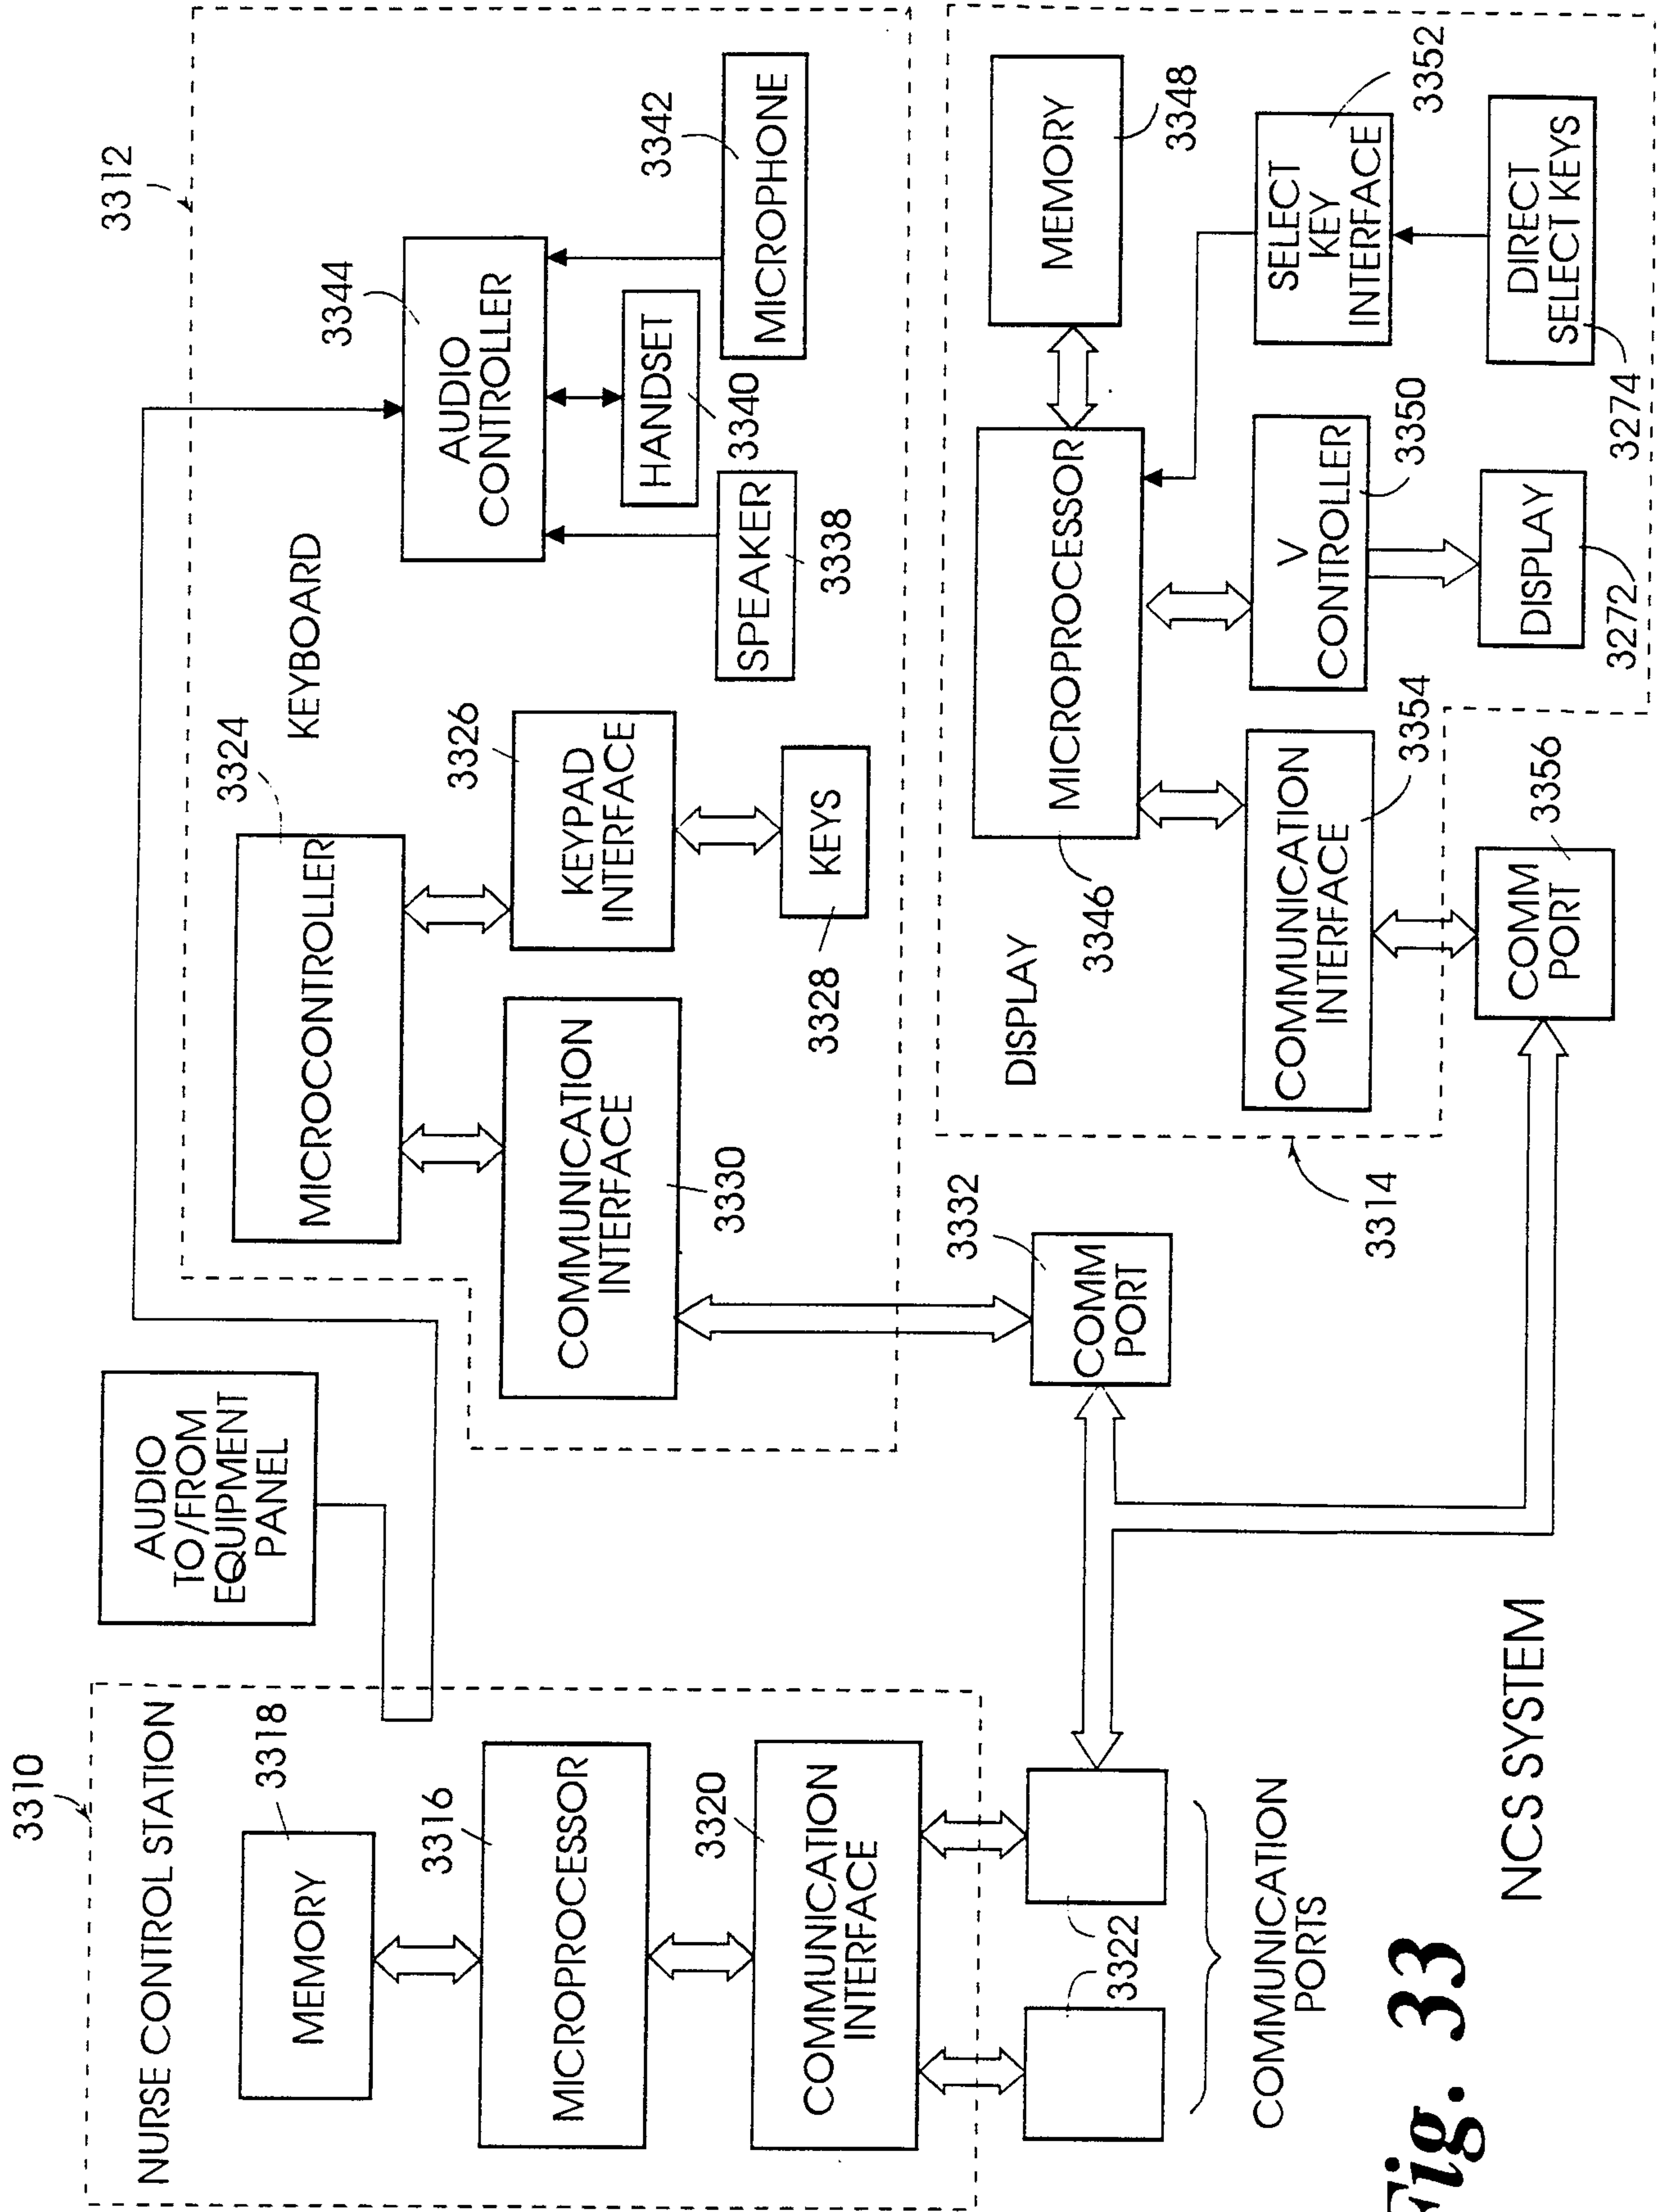 3310
NURSE CONTROL STATION
MEMORY
3318
3316
MICROPROCESSOR
3320
COMMUNICATION
INTERFACE
3322
COMMUNICATION
PORTS
AUDIO
TO/FROM
EQUIPMENT
PANEL
3312
KEYBOARD
3324
MICROCONTROLLER
3326
KEYPAD
INTERFACE
KEYS
3328
COMMUNICATION
INTERFACE
3330
3344
AUDIO
CONTROLLER
HANDSET
3340
SPEAKER
3338
3342
MICROPHONE
3332
COMM
PORT
3314
DISPLAY
3346
MICROPROCESSOR
MEMORY
3348
COMMUNICATION
INTERFACE
3354
V
CONTROLLER
3350
DISPLAY
3272
SELECT
KEY
INTERFACE
3352
DIRECT
SELECT KEYS
3274
COMM
PORT
3356
Fig. 33
NCS SYSTEM